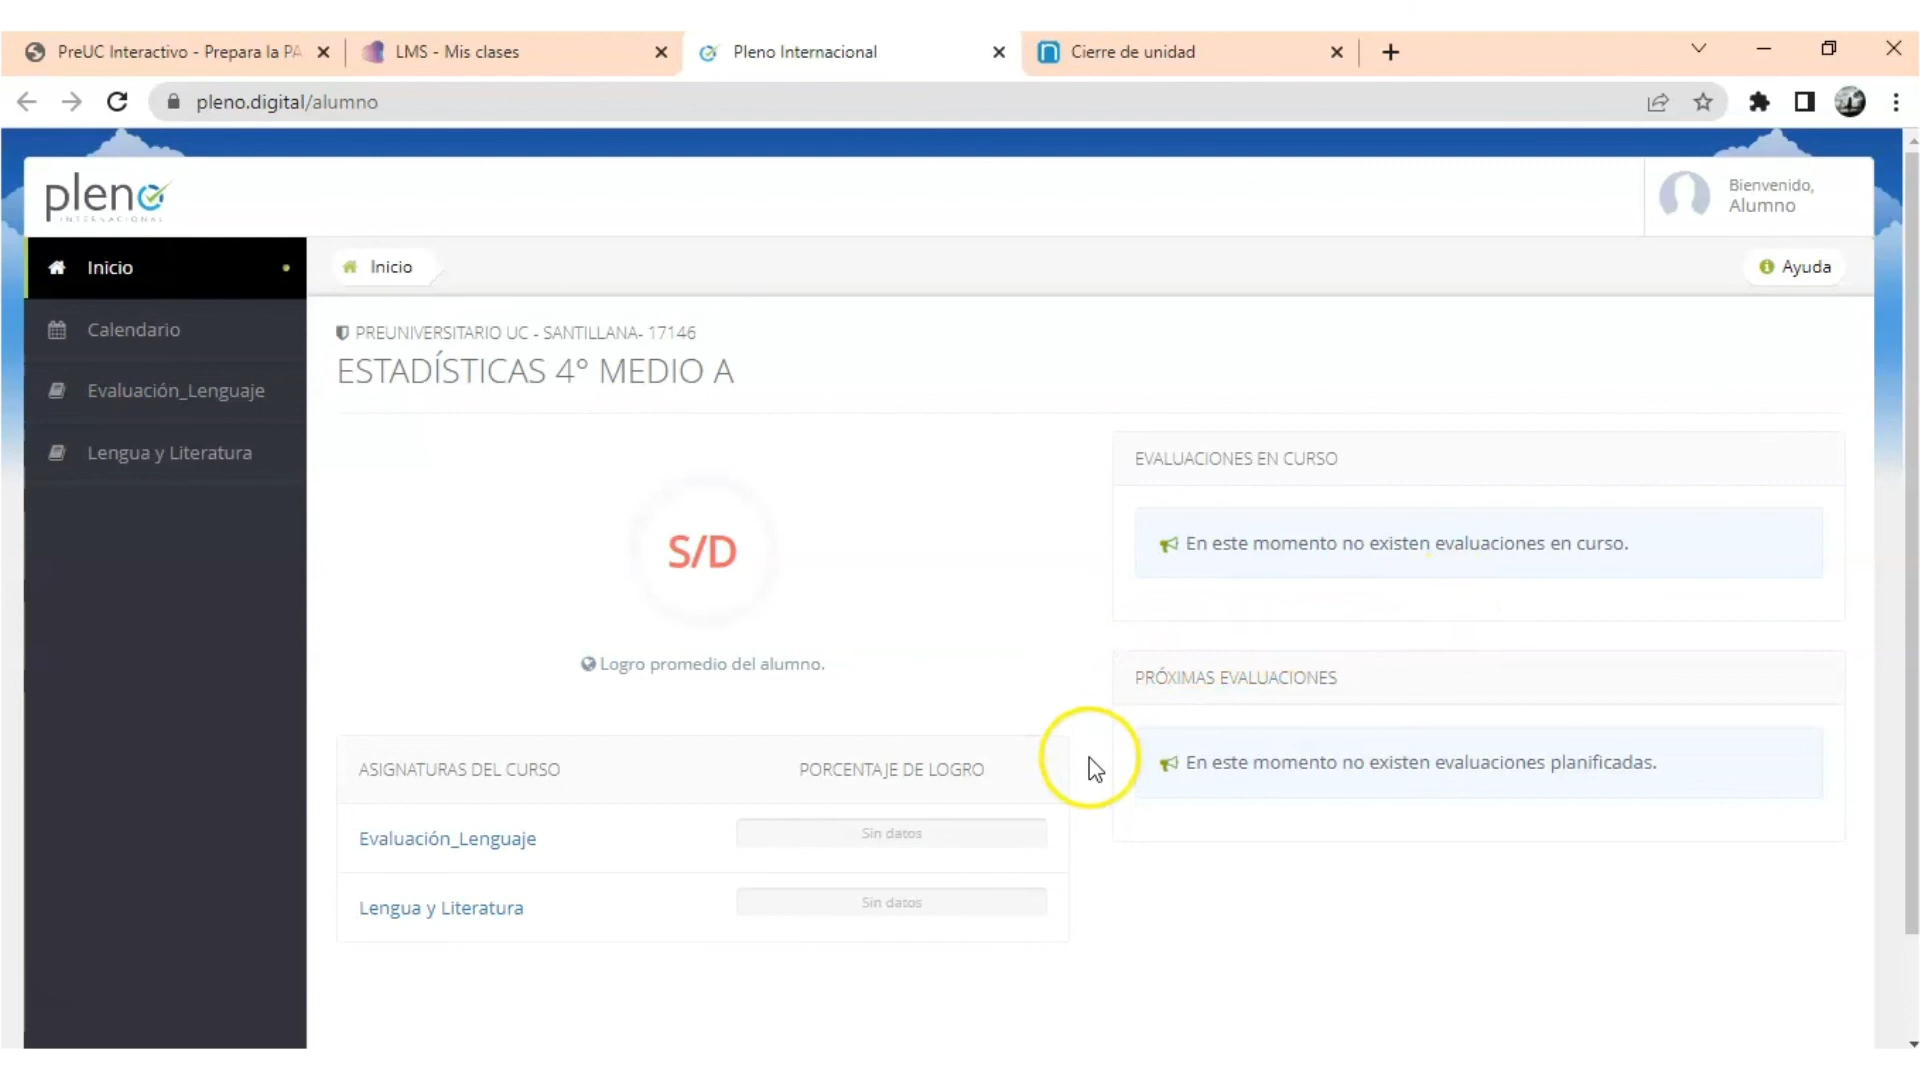 PreUC Interactivo - Prepara la PA
LMS - Mis clases
Pleno Internacional
Cierre de unidad
pleno.digital/alumno
pleno
INTERNACIONAL
Bienvenido,
Alumno
Inicio
Inicio
Ayuda
Calendario
Evaluación_Lenguaje
Lengua y Literatura
PREUNIVERSITARIO UC - SANTILLANA- 17146
ESTADÍSTICAS 4° MEDIO A
S/D
Logro promedio del alumno.
EVALUACIONES EN CURSO
En este momento no existen evaluaciones en curso.
PRÓXIMAS EVALUACIONES
En este momento no existen evaluaciones planificadas.
ASIGNATURAS DEL CURSO PORCENTAJE DE LOGRO
Evaluación_Lenguaje Sin datos
Lengua y Literatura Sin datos